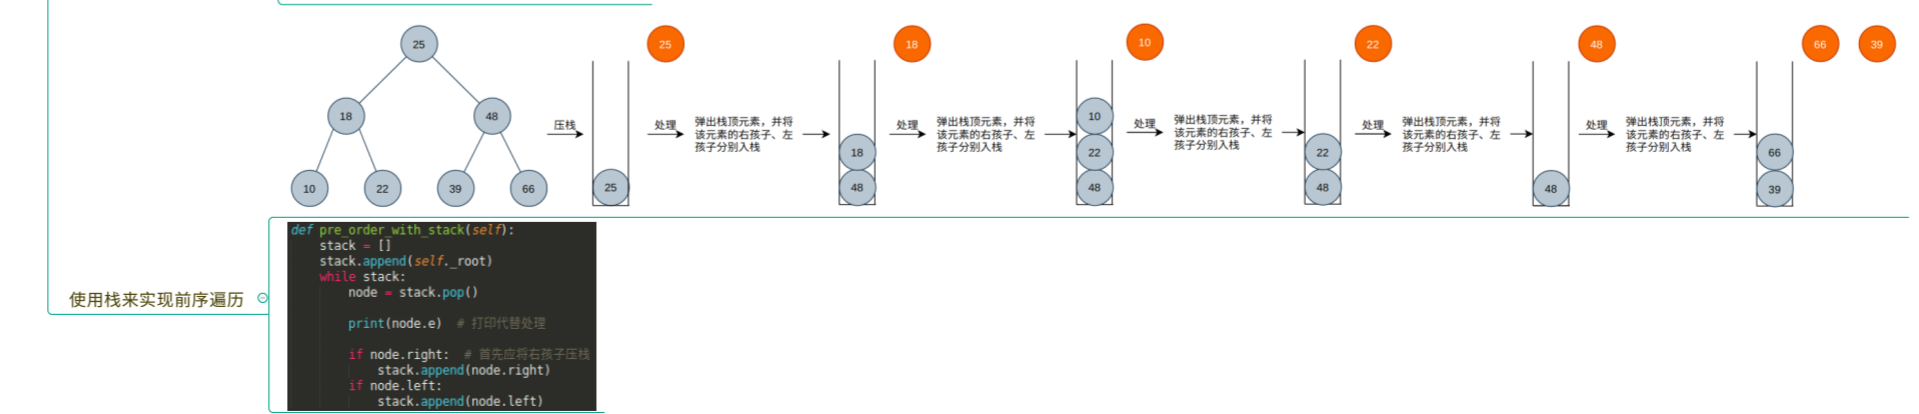 25
18
48
10
22
39
66
压栈
25
25
处理
弹出栈顶元素，并将
该元素的右孩子、左
孩子分别入栈
18
48
18
处理
弹出栈顶元素，并将
该元素的右孩子、左
孩子分别入栈
10
22
48
10
处理
弹出栈顶元素，并将
该元素的右孩子、左
孩子分别入栈
22
48
22
处理
弹出栈顶元素，并将
该元素的右孩子、左
孩子分别入栈
48
48
处理
弹出栈顶元素，并将
该元素的右孩子、左
孩子分别入栈
66
39
66
39
使用栈来实现前序遍历
def pre_order_with_stack(self):
stack = []
stack.append(self._root)
while stack:
node = stack.pop()
print(node.e)  # 打印代替处理
if node.right:  # 首先应将右孩子压栈
stack.append(node.right)
if node.left:
stack.append(node.left)